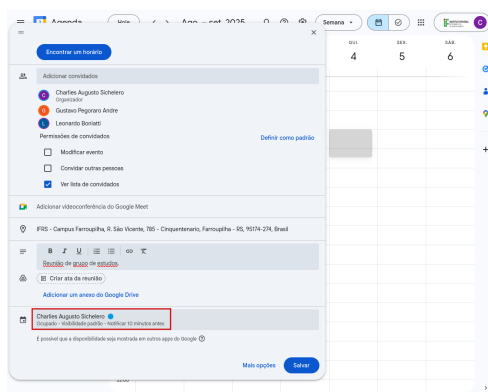 Agenda
Hoje
Ago. – set. 2025
Semana
Encontrar um horário
Adicionar convidados
Charlies Augusto Sichelero
Organizador
Gustavo Pegoraro Andre
Leonardo Boniatti
Permissões de convidados
Definir como padrão
Modificar evento
Convidar outras pessoas
Ver lista de convidados
Adicionar videoconferência do Google Meet
IFRS - Campus Farroupilha, R. São Vicente, 785 - Cinquentenario, Farroupilha - RS, 95174-274, Brasil
B I U
Reunião de grupo de estudos.
Criar ata da reunião
Adicionar um anexo do Google Drive
Charlies Augusto Sichelero
Ocupado · Visibilidade padrão · Notificar 10 minutos antes
É possível que a disponibilidade seja mostrada em outros apps do Google
Mais opções
Salvar
QUI.
4
SEX.
5
SÁB.
6
C